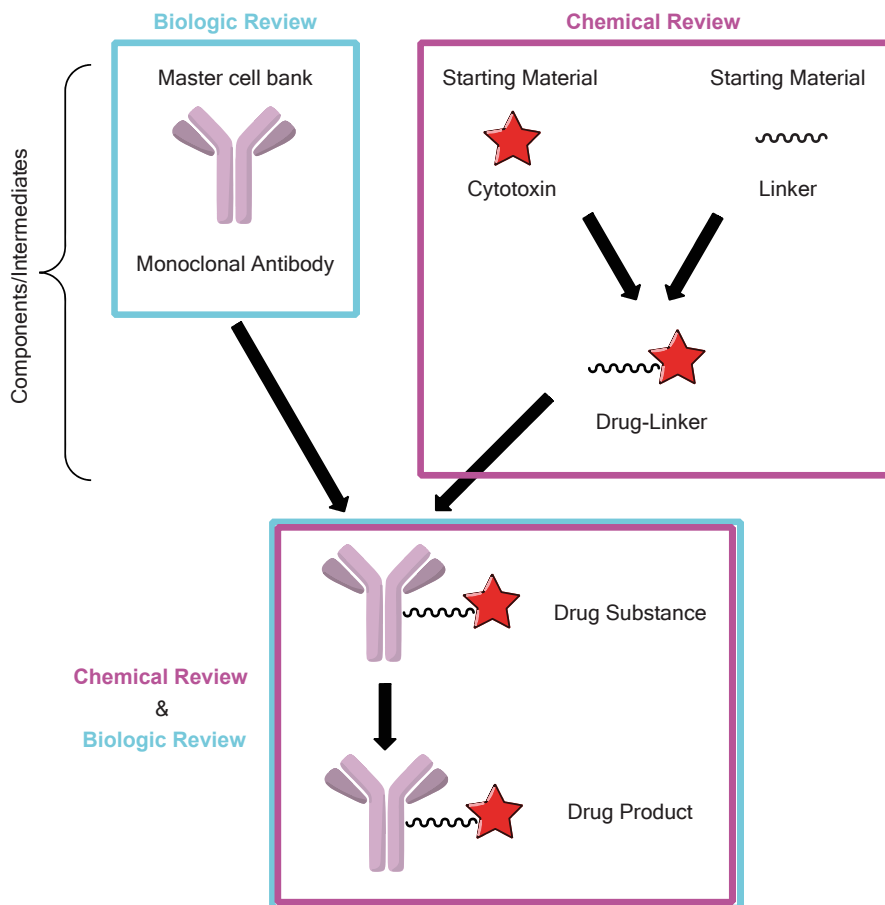 Biologic Review
Chemical Review
Master cell bank
Starting Material
Starting Material
Cytotoxin
Linker
Monoclonal Antibody
Components/Intermediates
Drug-Linker
Drug Substance
Chemical Review
&
Biologic Review
Drug Product